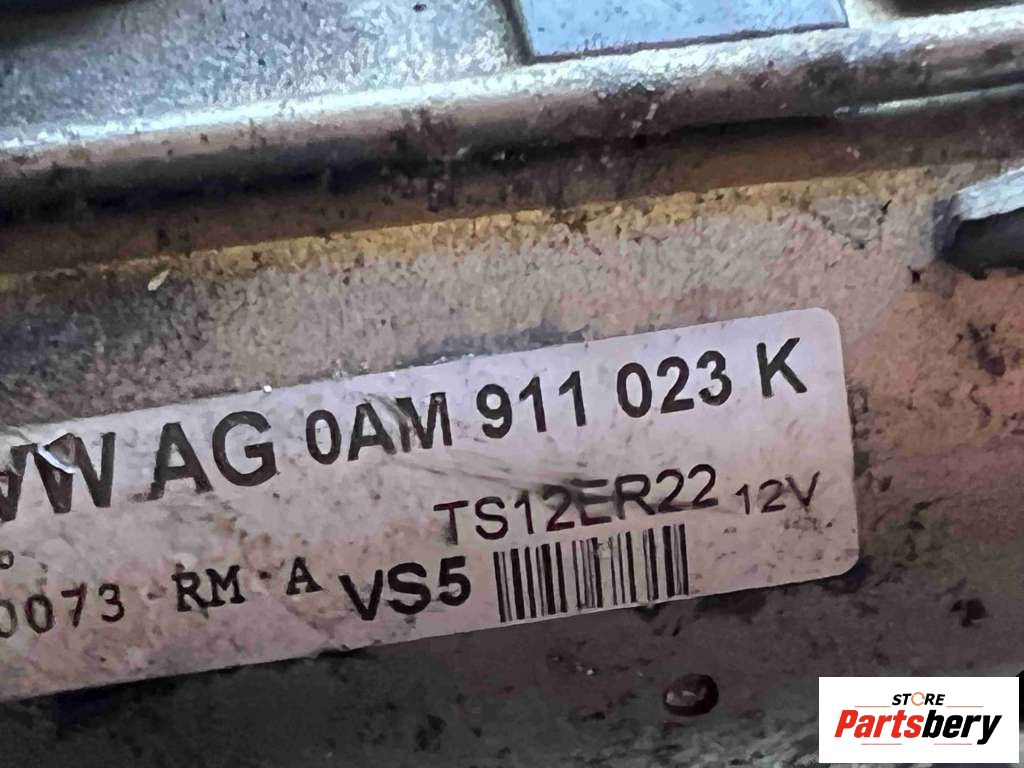 VW AG 0AM 911 023 K
TS12ER22 12V
0073 RM A VS5
STORE
Partsbery